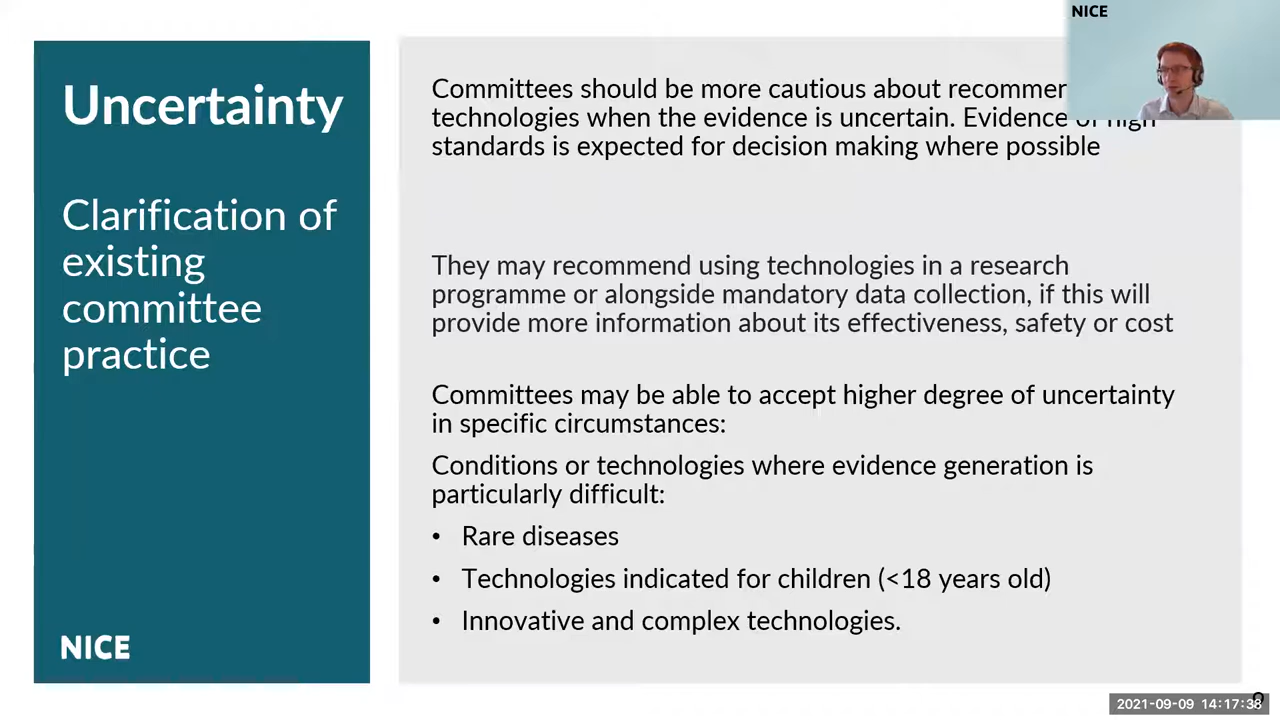 NICE
Uncertainty
Clarification of
existing
committee
practice
NICE
Committees should be more cautious about
technologies when the evidence is uncertain. Evidence of high
standards is expected for decision making where possible
They may recommend using technologies in a research
programme or alongside mandatory data collection, if this will
provide more information about its effectiveness, safety or cost
Committees may be able to accept higher degree of uncertainty
in specific circumstances:
Conditions or technologies where evidence generation is
particularly difficult:
• Rare diseases
• Technologies indicated for children (<18 years old)
• Innovative and complex technologies.
2021-09-09 14:17:38